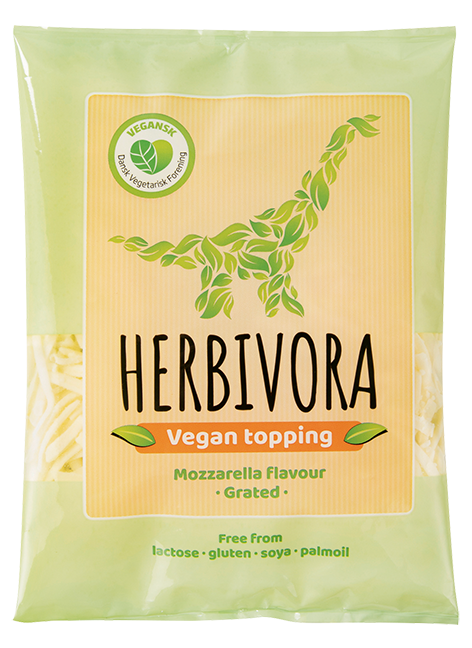 VEGANSK
Dansk Vegetarisk Forening
HERBIVORA
Vegan topping
Mozzarella flavour
· Grated ·
Free from
lactose · gluten · soya · palmoil